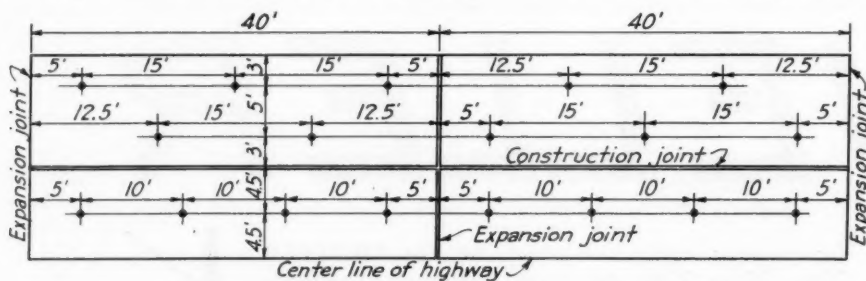 40' 40'
5' 15' 15' 5' 12.5' 15' 12.5'
3'
5'
12.5' 15' 12.5' 5' 15' 15' 5'
3'
Construction joint
4.5'
5' 10' 10' 10' 5' 5' 10' 10' 10' 5'
4.5'
Expansion joint
Center line of highway
Expansion joint
Expansion joint